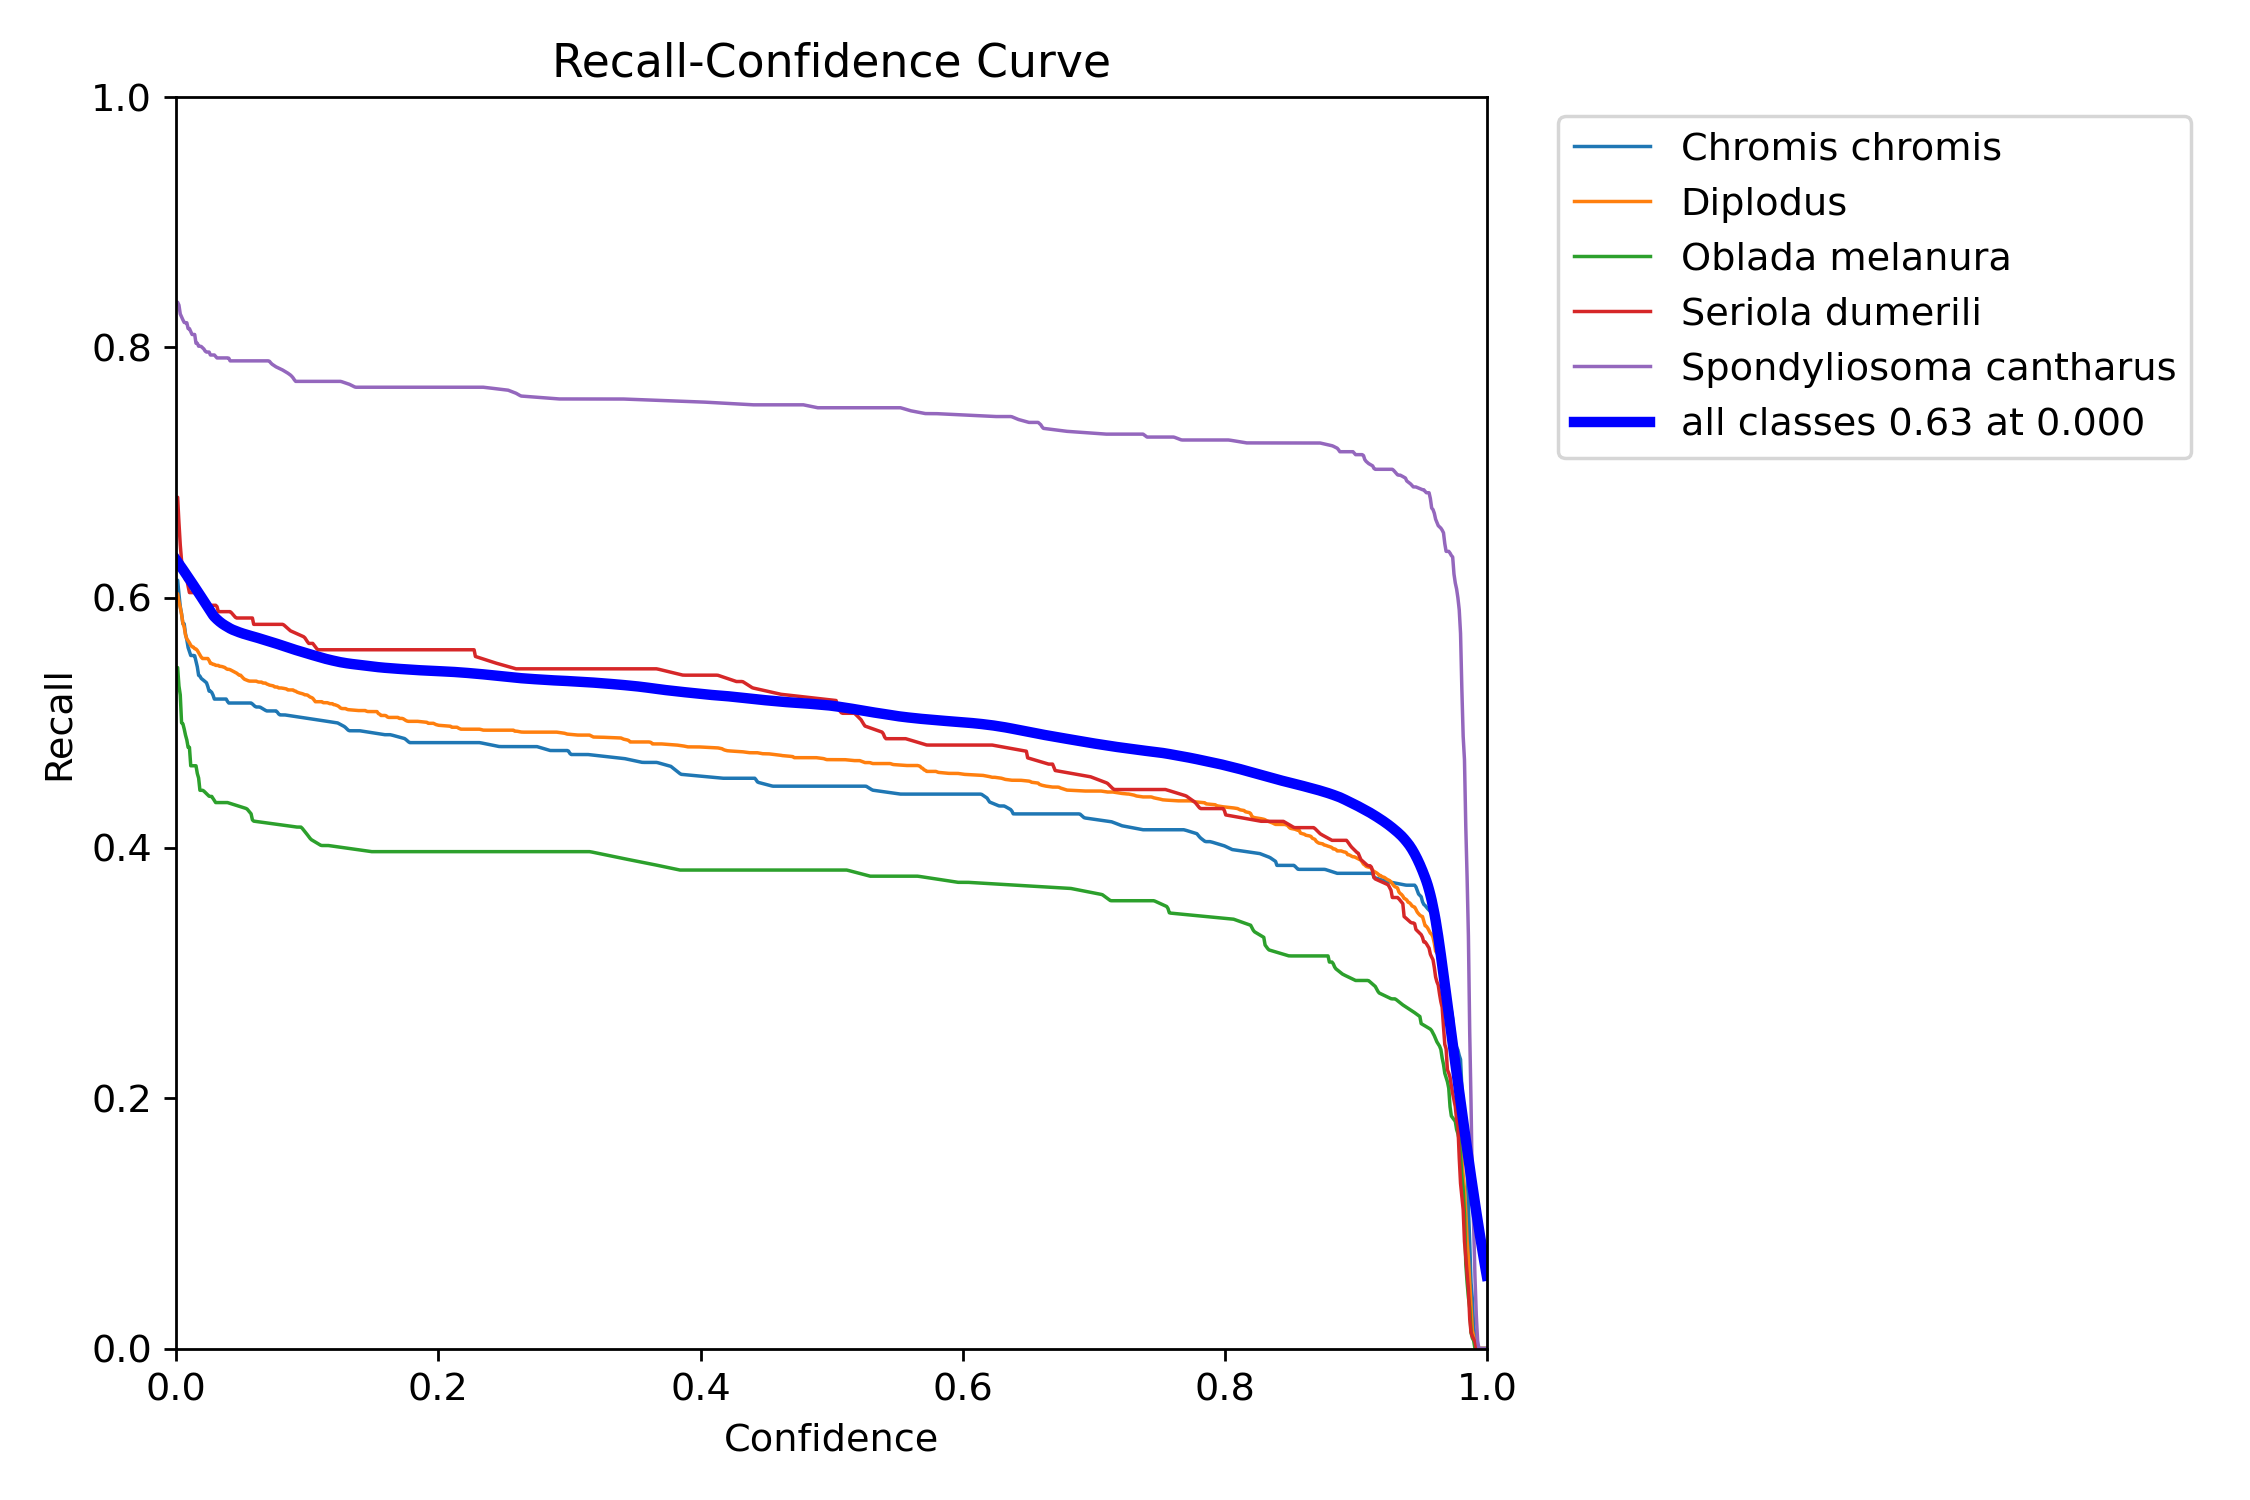 Recall-Confidence Curve
1.0
0.8
0.6
0.4
0.2
0.0
Recall
0.0 0.2 0.4 0.6 0.8 1.0
Confidence
Chromis chromis
Diplodus
Oblada melanura
Seriola dumerili
Spondyliosoma cantharus
all classes 0.63 at 0.000